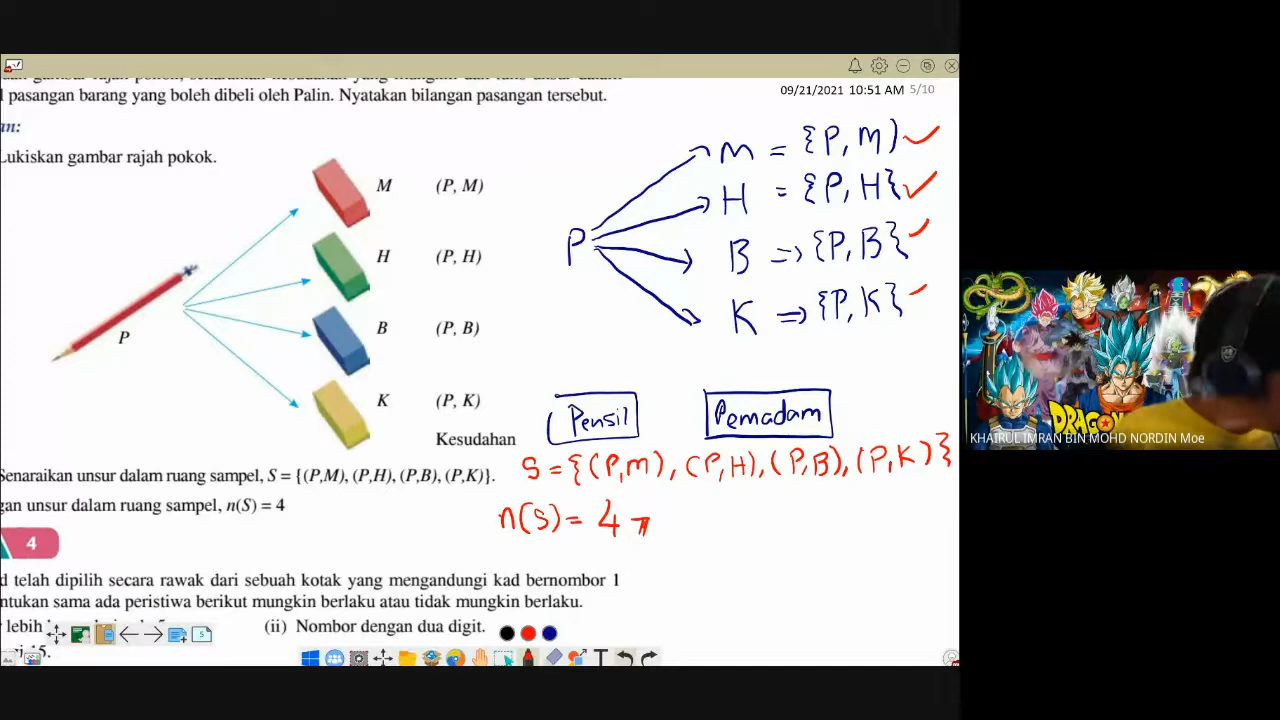 09/21/2021 10:51 AM 5/10
l pasangan barang yang boleh dibeli oleh Palin. Nyatakan bilangan pasangan tersebut.
an:
Lukiskan gambar rajah pokok.
M (P, M)
H (P, H)
P
B (P, B)
K (P, K)
Kesudahan
Senaraikan unsur dalam ruang sampel, S = {(P,M), (P,H), (P,B), (P,K)}.
gan unsur dalam ruang sampel, n(S) = 4
4
d telah dipilih secara rawak dari sebuah kotak yang mengandungi kad bernombor 1
ntukan sama ada peristiwa berikut mungkin berlaku atau tidak mungkin berlaku.
lebih
(ii) Nombor dengan dua digit.
15.
P
M = {P, M)
H = {P, H}
B => {P, B}
K => {P, K}
Pensil Pemadam
S = {(P,M), (P,H), (P,B), (P,K)}
n(S) = 4
DRAGON
KHAIRUL IMRAN BIN MOHD NORDIN Moe